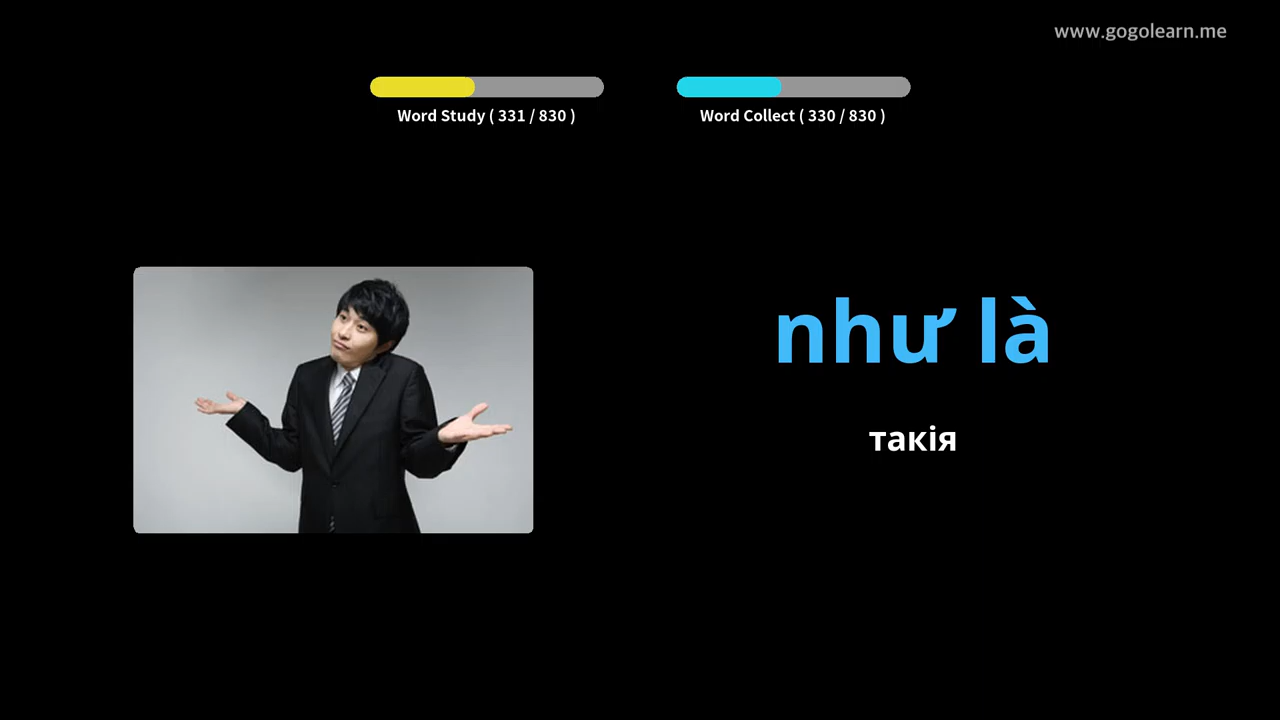 www.gogolearn.me
Word Study ( 331 / 830 )
Word Collect ( 330 / 830 )
như là
такія